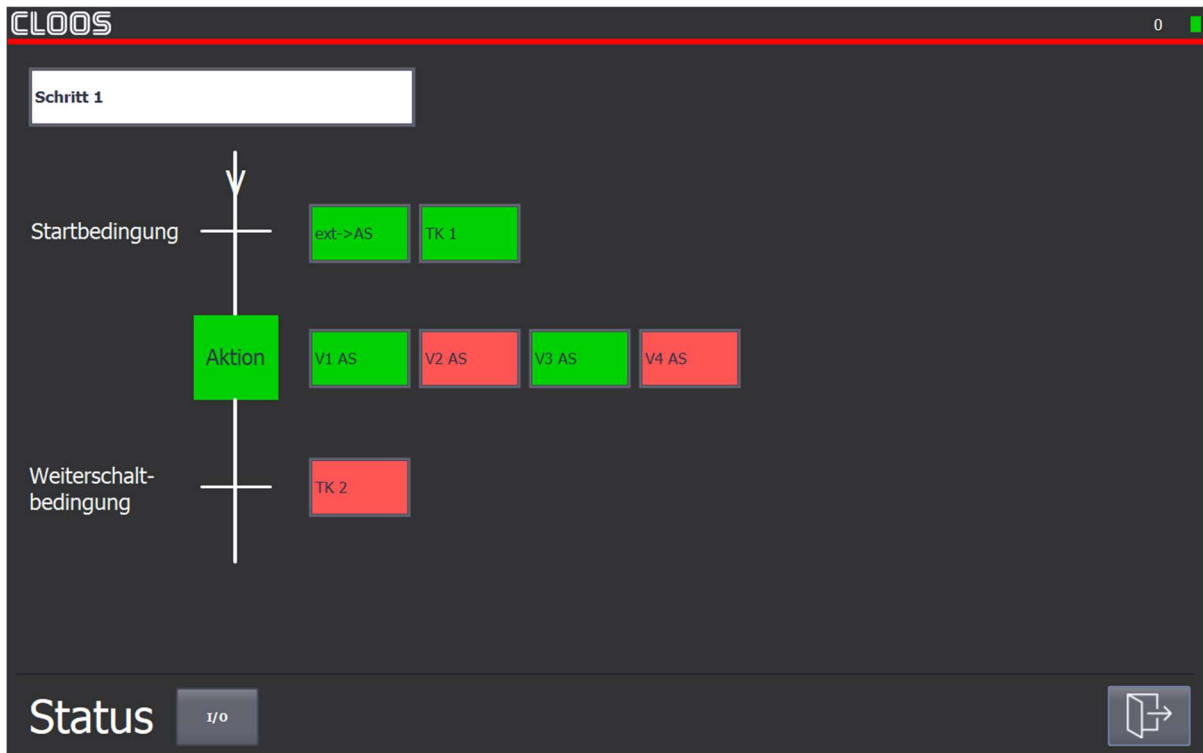 CLOOS
0
Schritt 1
Startbedingung
ext->AS
TK 1
Aktion
V1 AS
V2 AS
V3 AS
V4 AS
Weiterschalt-
bedingung
TK 2
Status
I/O